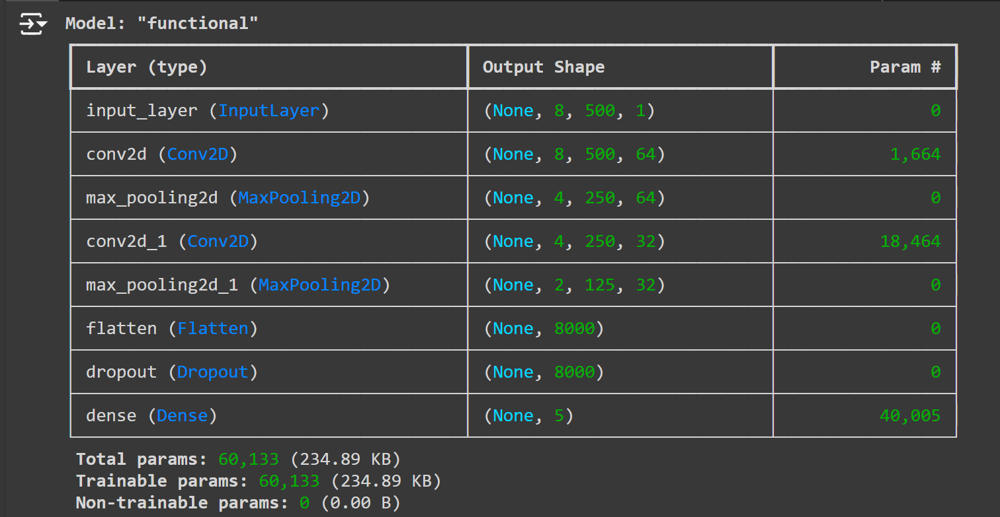 Model: "functional"
Layer (type) Output Shape Param #
input_layer (InputLayer) (None, 8, 500, 1) 0
conv2d (Conv2D) (None, 8, 500, 64) 1,664
max_pooling2d (MaxPooling2D) (None, 4, 250, 64) 0
conv2d_1 (Conv2D) (None, 4, 250, 32) 18,464
max_pooling2d_1 (MaxPooling2D) (None, 2, 125, 32) 0
flatten (Flatten) (None, 8000) 0
dropout (Dropout) (None, 8000) 0
dense (Dense) (None, 5) 40,005
Total params: 60,133 (234.89 KB)
Trainable params: 60,133 (234.89 KB)
Non-trainable params: 0 (0.00 B)